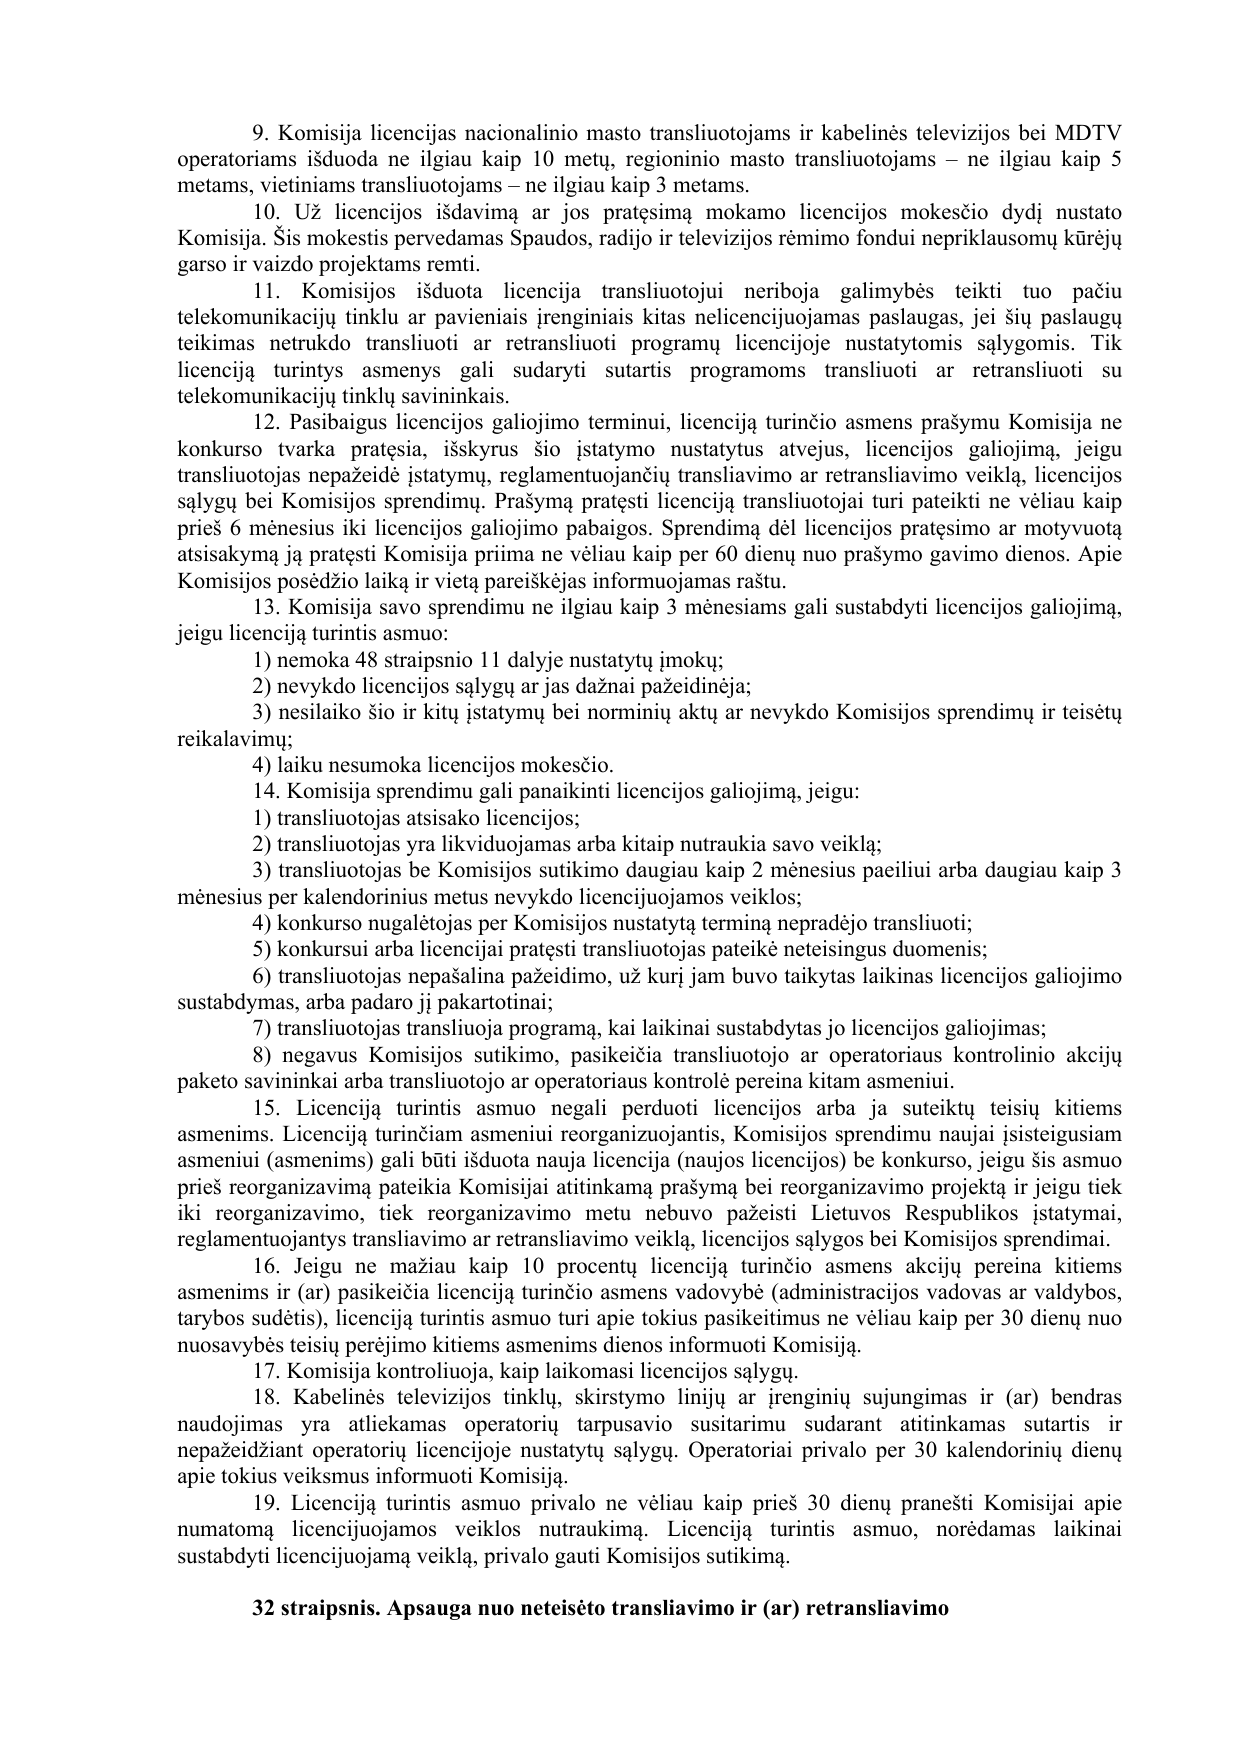 9. Komisija licencijas nacionalinio masto transliuotojams ir kabelinės televizijos bei MDTV
operatoriams išduoda ne ilgiau kaip 10 metų, regioninio masto transliuotojams – ne ilgiau kaip 5
metams, vietiniams transliuotojams – ne ilgiau kaip 3 metams.
10. Už licencijos išdavimą ar jos pratęsimą mokamo licencijos mokesčio dydį nustato
Komisija. Šis mokestis pervedamas Spaudos, radijo ir televizijos rėmimo fondui nepriklausomų kūrėjų
garso ir vaizdo projektams remti.
11. Komisijos išduota licencija transliuotojui neriboja galimybės teikti tuo pačiu
telekomunikacijų tinklu ar pavieniais įrenginiais kitas nelicencijuojamas paslaugas, jei šių paslaugų
teikimas netrukdo transliuoti ar retransliuoti programų licencijoje nustatytomis sąlygomis. Tik
licenciją turintys asmenys gali sudaryti sutartis programoms transliuoti ar retransliuoti su
telekomunikacijų tinklų savininkais.
12. Pasibaigus licencijos galiojimo terminui, licenciją turinčio asmens prašymu Komisija ne
konkurso tvarka pratęsia, išskyrus šio įstatymo nustatytus atvejus, licencijos galiojimą, jeigu
transliuotojas nepažeidė įstatymų, reglamentuojančių transliavimo ar retransliavimo veiklą, licencijos
sąlygų bei Komisijos sprendimų. Prašymą pratęsti licenciją transliuotojai turi pateikti ne vėliau kaip
prieš 6 mėnesius iki licencijos galiojimo pabaigos. Sprendimą dėl licencijos pratęsimo ar motyvuotą
atsisakymą ją pratęsti Komisija priima ne vėliau kaip per 60 dienų nuo prašymo gavimo dienos. Apie
Komisijos posėdžio laiką ir vietą pareiškėjas informuojamas raštu.
13. Komisija savo sprendimu ne ilgiau kaip 3 mėnesiams gali sustabdyti licencijos galiojimą,
jeigu licenciją turintis asmuo:
1) nemoka 48 straipsnio 11 dalyje nustatytų įmokų;
2) nevykdo licencijos sąlygų ar jas dažnai pažeidinėja;
3) nesilaiko šio ir kitų įstatymų bei norminių aktų ar nevykdo Komisijos sprendimų ir teisėtų
reikalavimų;
4) laiku nesumoka licencijos mokesčio.
14. Komisija sprendimu gali panaikinti licencijos galiojimą, jeigu:
1) transliuotojas atsisako licencijos;
2) transliuotojas yra likviduojamas arba kitaip nutraukia savo veiklą;
3) transliuotojas be Komisijos sutikimo daugiau kaip 2 mėnesius paeiliui arba daugiau kaip 3
mėnesius per kalendorinius metus nevykdo licencijuojamos veiklos;
4) konkurso nugalėtojas per Komisijos nustatytą terminą nepradėjo transliuoti;
5) konkursui arba licencijai pratęsti transliuotojas pateikė neteisingus duomenis;
6) transliuotojas nepašalina pažeidimo, už kurį jam buvo taikytas laikinas licencijos galiojimo
sustabdymas, arba padaro jį pakartotinai;
7) transliuotojas transliuoja programą, kai laikinai sustabdytas jo licencijos galiojimas;
8) negavus Komisijos sutikimo, pasikeičia transliuotojo ar operatoriaus kontrolinio akcijų
paketo savininkai arba transliuotojo ar operatoriaus kontrolė pereina kitam asmeniui.
15. Licenciją turintis asmuo negali perduoti licencijos arba ja suteiktų teisių kitiems
asmenims. Licenciją turinčiam asmeniui reorganizuojantis, Komisijos sprendimu naujai įsisteigusiam
asmeniui (asmenims) gali būti išduota nauja licencija (naujos licencijos) be konkurso, jeigu šis asmuo
prieš reorganizavimą pateikia Komisijai atitinkamą prašymą bei reorganizavimo projektą ir jeigu tiek
iki reorganizavimo, tiek reorganizavimo metu nebuvo pažeisti Lietuvos Respublikos įstatymai,
reglamentuojantys transliavimo ar retransliavimo veiklą, licencijos sąlygos bei Komisijos sprendimai.
16. Jeigu ne mažiau kaip 10 procentų licenciją turinčio asmens akcijų pereina kitiems
asmenims ir (ar) pasikeičia licenciją turinčio asmens vadovybė (administracijos vadovas ar valdybos,
tarybos sudėtis), licenciją turintis asmuo turi apie tokius pasikeitimus ne vėliau kaip per 30 dienų nuo
nuosavybės teisių perėjimo kitiems asmenims dienos informuoti Komisiją.
17. Komisija kontroliuoja, kaip laikomasi licencijos sąlygų.
18. Kabelinės televizijos tinklų, skirstymo linijų ar įrenginių sujungimas ir (ar) bendras
naudojimas yra atliekamas operatorių tarpusavio susitarimu sudarant atitinkamas sutartis ir
nepažeidžiant operatorių licencijoje nustatytų sąlygų. Operatoriai privalo per 30 kalendorinių dienų
apie tokius veiksmus informuoti Komisiją.
19. Licenciją turintis asmuo privalo ne vėliau kaip prieš 30 dienų pranešti Komisijai apie
numatomą licencijuojamos veiklos nutraukimą. Licenciją turintis asmuo, norėdamas laikinai
sustabdyti licencijuojamą veiklą, privalo gauti Komisijos sutikimą.
32 straipsnis. Apsauga nuo neteisėto transliavimo ir (ar) retransliavimo